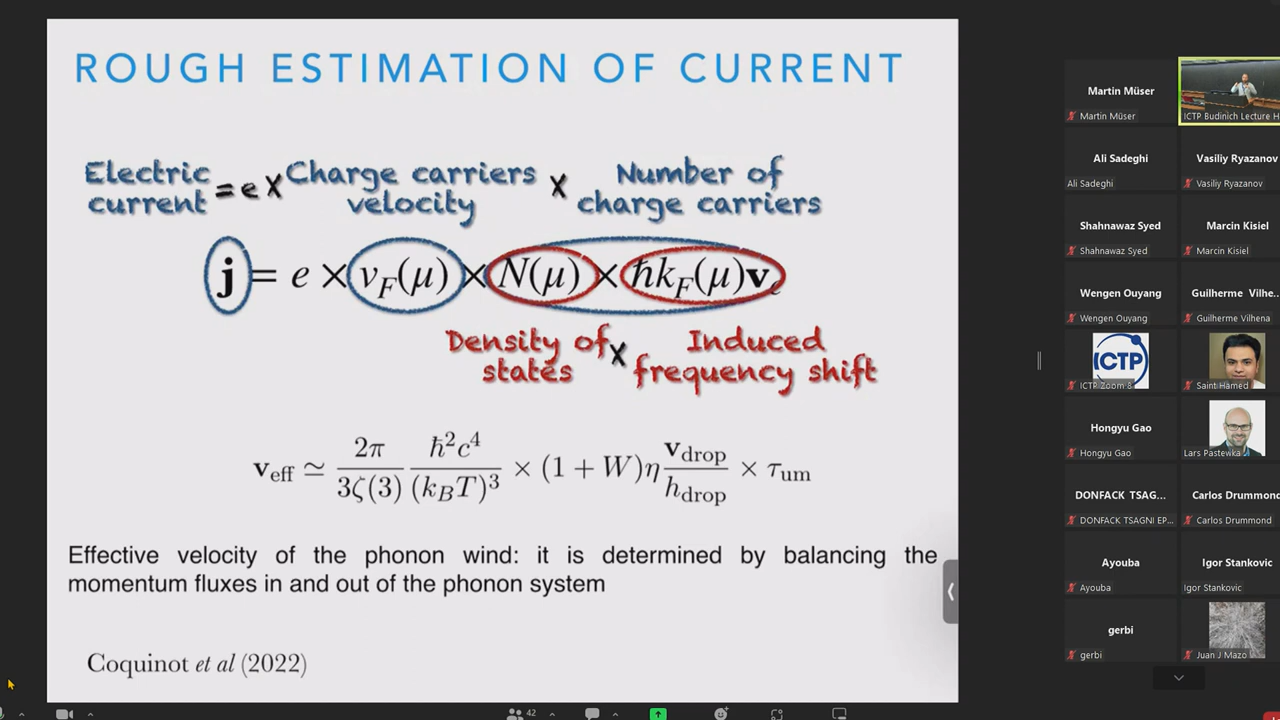 ROUGH ESTIMATION OF CURRENT
Electric current = e × Charge carriers velocity × Number of charge carriers
j = e × v_F(μ) × N(μ) × ħk_F(μ)v
Density of states × Induced frequency shift
v_eff ≃ 2π / 3ζ(3) ħ²c⁴ / (k_BT)³ × (1 + W)η v_drop / h_drop × τ_um
Effective velocity of the phonon wind: it is determined by balancing the
momentum fluxes in and out of the phonon system
Coquinot et al (2022)
Martin Müser
Martin Müser
ICTP Budinich Lecture H
Ali Sadeghi
Ali Sadeghi
Vasiliy Ryazanov
Vasiliy Ryazanov
Shahnawaz Syed
Shahnawaz Syed
Marcin Kisiel
Marcin Kisiel
Wengen Ouyang
Wengen Ouyang
Guilherme Vilhe...
Guilherme Vilhena
ICTP
ICTP Zoom 8
Saint Hamed
Hongyu Gao
Hongyu Gao
Lars Pastewka
DONFACK TSAG...
DONFACK TSAGNI EP...
Carlos Drummond
Carlos Drummond
Ayouba
Ayouba
Igor Stankovic
Igor Stankovic
gerbi
gerbi
Juan J Mazo
42